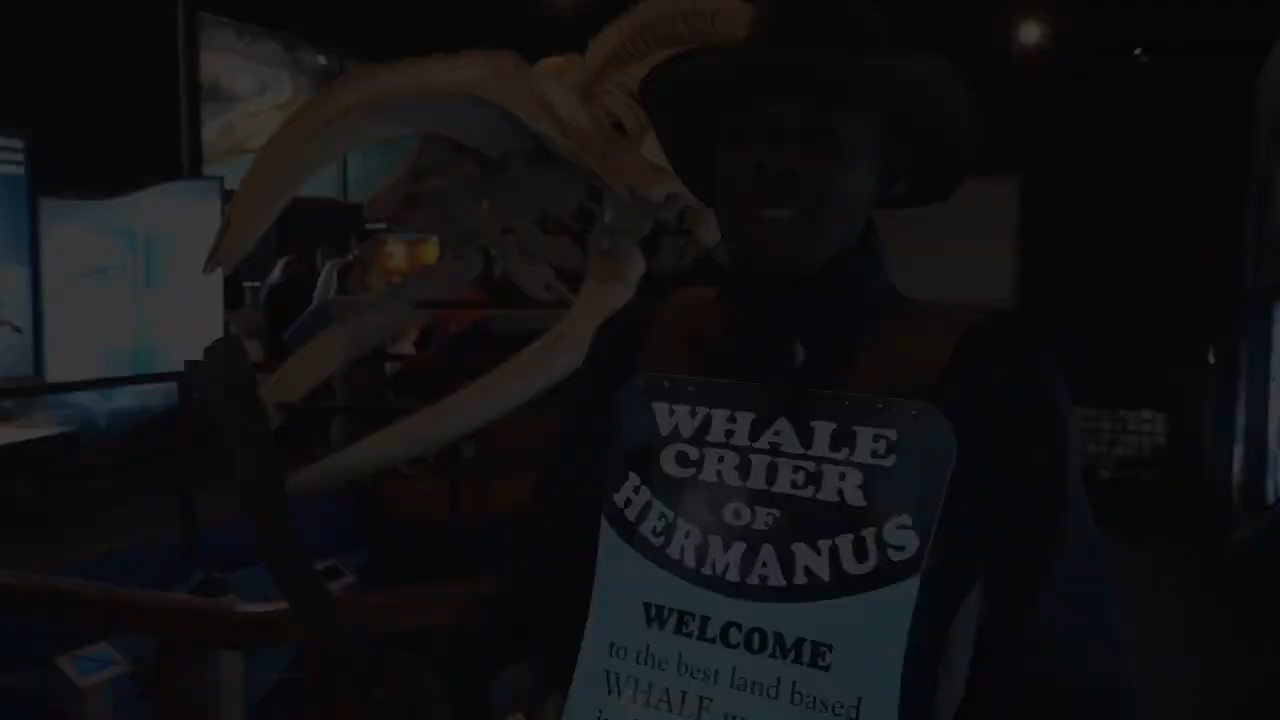 WHALE
CRIER
OF
HERMANUS
WELCOME
to the best land based
WHALE